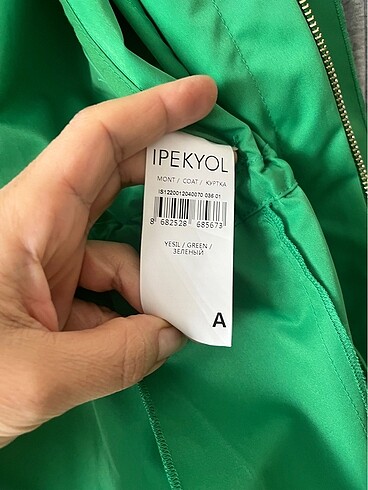 IPEKYOL
MONT / COAT / КУРТКА
IS1220012040070 036 01
8 682528 685673
YESIL / GREEN /
ЗЕЛЕНЫЙ
A